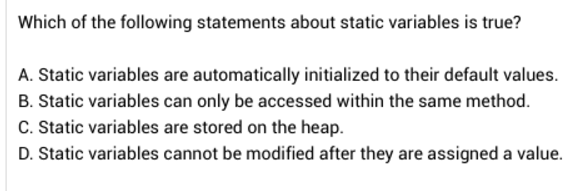 Which of the following statements about static variables is true?
A. Static variables are automatically initialized to their default values.
B. Static variables can only be accessed within the same method.
C. Static variables are stored on the heap.
D. Static variables cannot be modified after they are assigned a value.